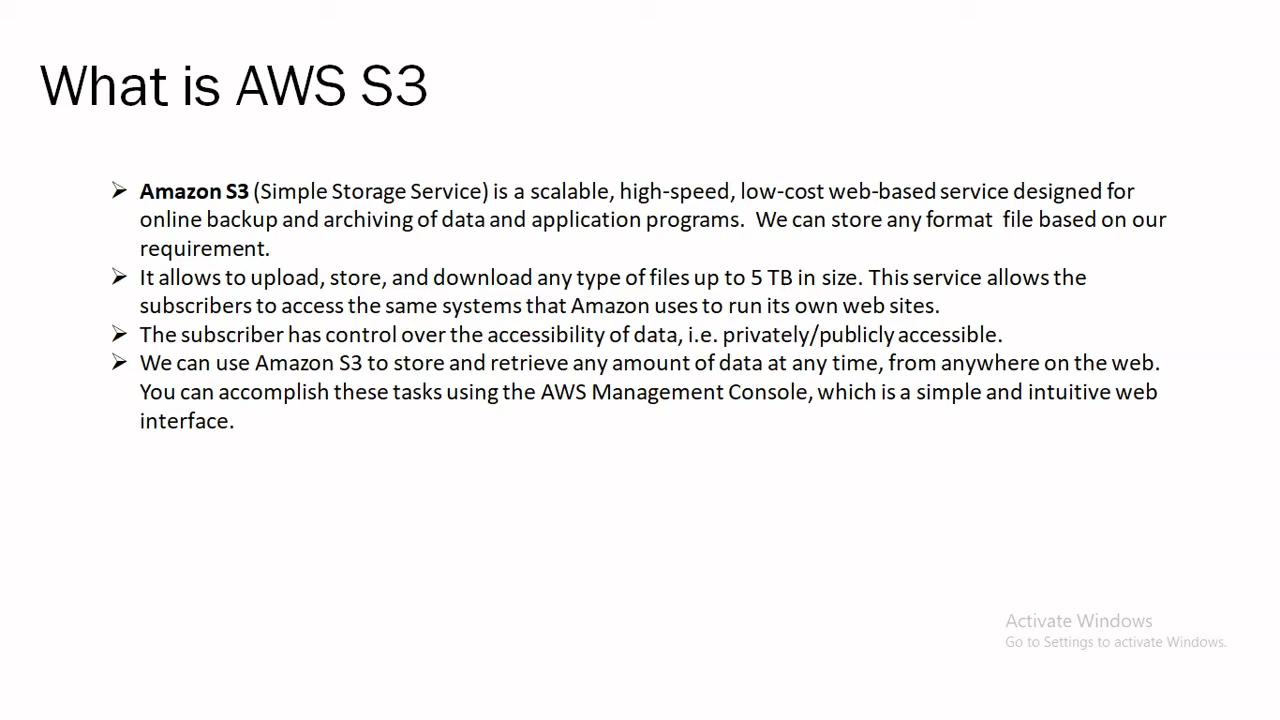 What is AWS S3
➢ Amazon S3 (Simple Storage Service) is a scalable, high-speed, low-cost web-based service designed for
online backup and archiving of data and application programs.  We can store any format  file based on our
requirement.
➢ It allows to upload, store, and download any type of files up to 5 TB in size. This service allows the
subscribers to access the same systems that Amazon uses to run its own web sites.
➢ The subscriber has control over the accessibility of data, i.e. privately/publicly accessible.
➢ We can use Amazon S3 to store and retrieve any amount of data at any time, from anywhere on the web.
You can accomplish these tasks using the AWS Management Console, which is a simple and intuitive web
interface.
Activate Windows
Go to Settings to activate Windows.